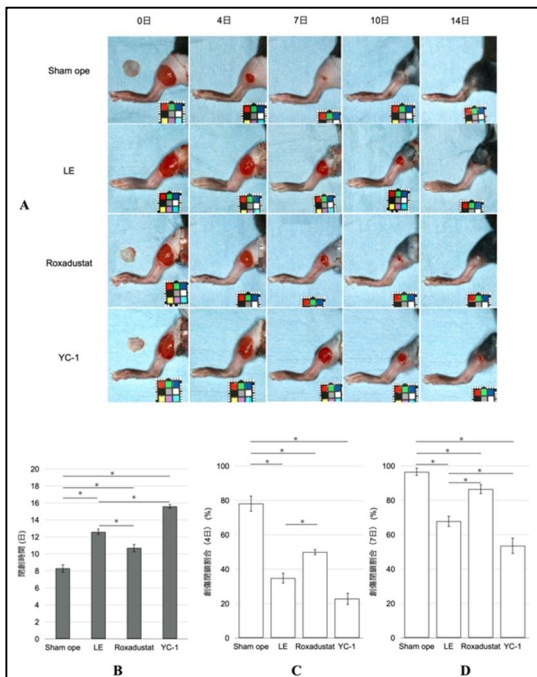 0日 4日 7日 10日 14日
Sham ope
LE
A
Roxadustat
YC-1
閉創時間(日)
20
18
16
14
12
10
8
6
4
2
0
*
*
*
*
*
Sham ope LE Roxadustat YC-1
B
創傷閉鎖割合(4日) (%)
100
80
60
40
20
0
*
*
*
*
Sham ope LE Roxadustat YC-1
C
創傷閉鎖割合(7日) (%)
100
80
60
40
20
0
*
*
*
*
*
Sham ope LE Roxadustat YC-1
D